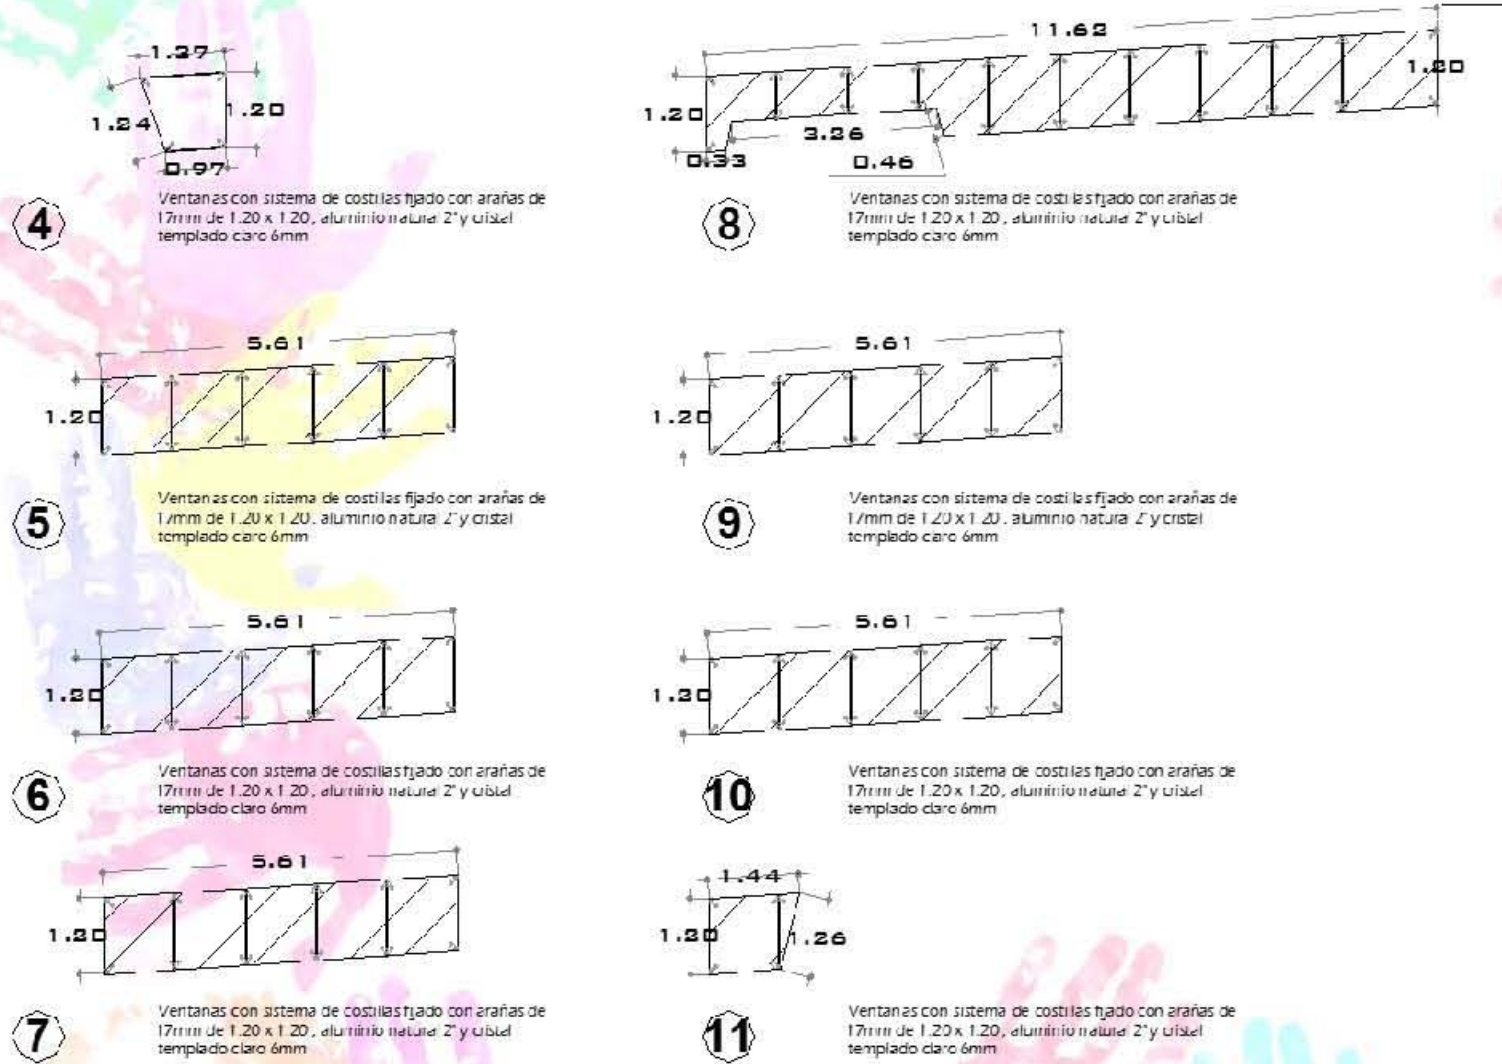 1.37
1.24
1.20
0.97
4
Ventanas con sistema de costillas fijado con arañas de
17mm de 1.20 x 1.20, aluminio natural 2" y cristal
templado claro 6mm
5.61
1.20
5
Ventanas con sistema de costillas fijado con arañas de
17mm de 1.20 x 1.20, aluminio natural 2" y cristal
templado claro 6mm
5.61
1.20
6
Ventanas con sistema de costillas fijado con arañas de
17mm de 1.20 x 1.20, aluminio natural 2" y cristal
templado claro 6mm
5.61
1.20
7
Ventanas con sistema de costillas fijado con arañas de
17mm de 1.20 x 1.20, aluminio natural 2" y cristal
templado claro 6mm
11.62
1.20
1.20
3.26
0.33
0.46
8
Ventanas con sistema de costillas fijado con arañas de
17mm de 1.20 x 1.20, aluminio natural 2" y cristal
templado claro 6mm
5.61
1.20
9
Ventanas con sistema de costillas fijado con arañas de
17mm de 1.20 x 1.20, aluminio natural 2" y cristal
templado claro 6mm
5.61
1.20
10
Ventanas con sistema de costillas fijado con arañas de
17mm de 1.20 x 1.20, aluminio natural 2" y cristal
templado claro 6mm
1.44
1.20
1.26
11
Ventanas con sistema de costillas fijado con arañas de
17mm de 1.20 x 1.20, aluminio natural 2" y cristal
templado claro 6mm